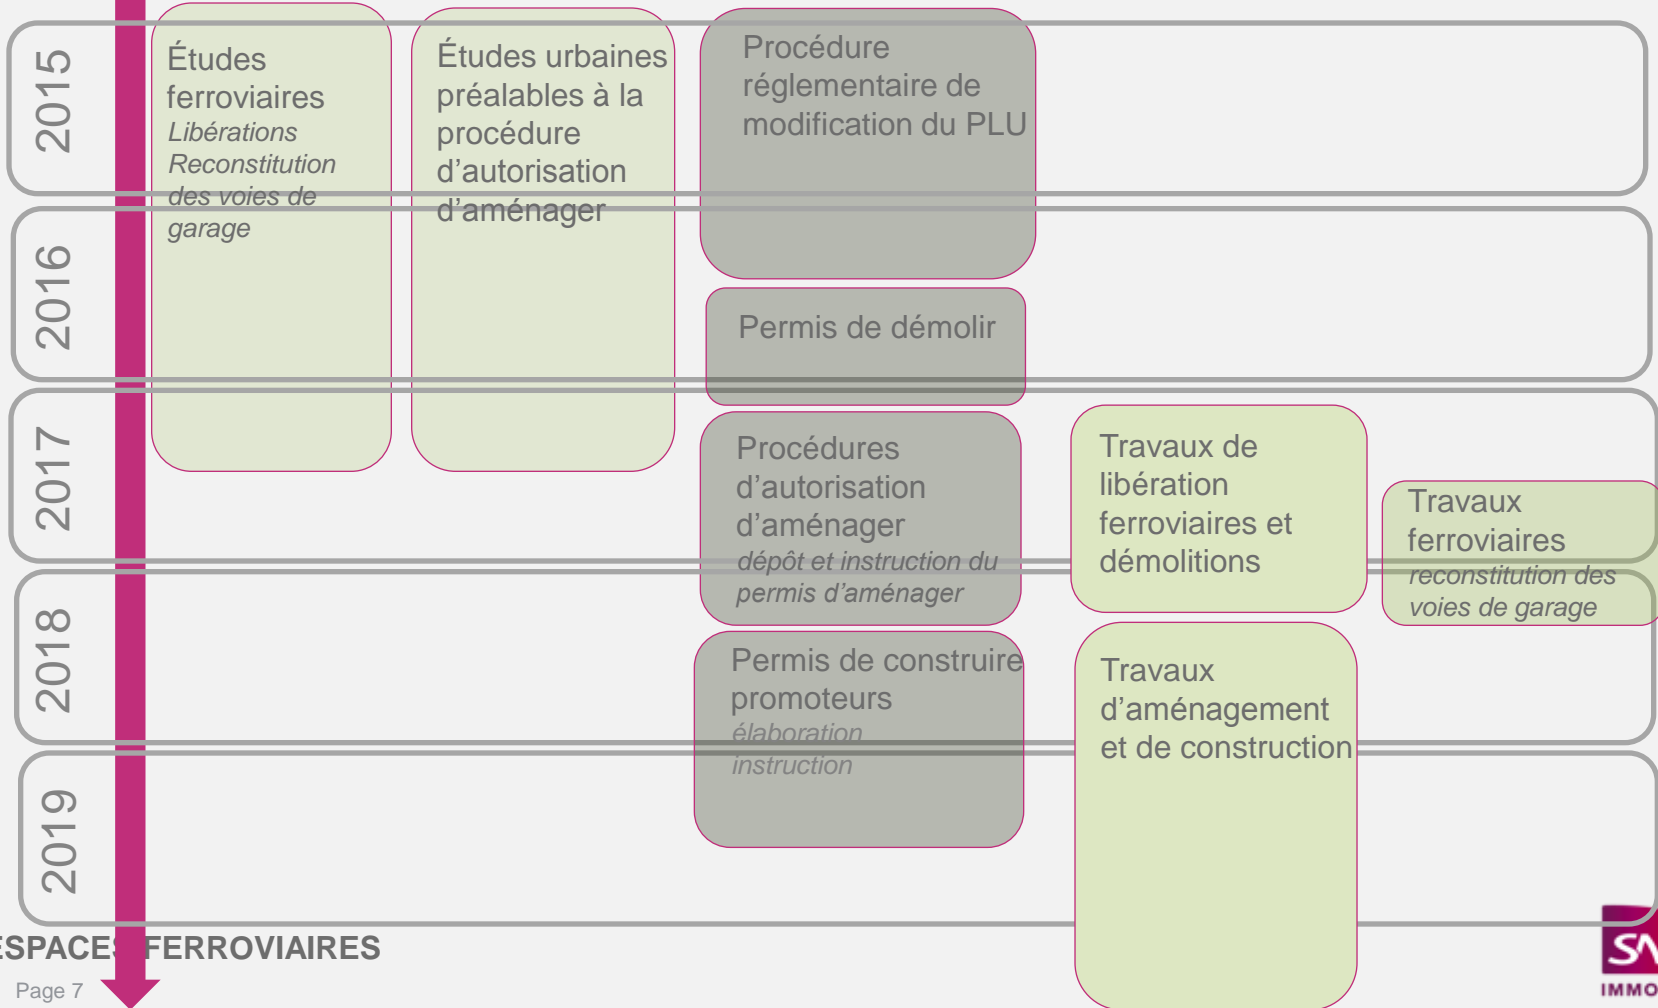 2015
Études
ferroviaires
Libérations
Reconstitution
des voies de
garage
Études urbaines
préalables à la
procédure
d’autorisation
d’aménager
Procédure
réglementaire de
modification du PLU
2016
Permis de démolir
2017
Procédures
d’autorisation
d’aménager
dépôt et instruction du
permis d’aménager
Travaux de
libération
ferroviaires et
démolitions
Travaux
ferroviaires
reconstitution des
voies de garage
2018
Permis de construire
promoteurs
élaboration
instruction
Travaux
d’aménagement
et de construction
2019
ESPACES FERROVIAIRES
Page 7
SN
IMMO